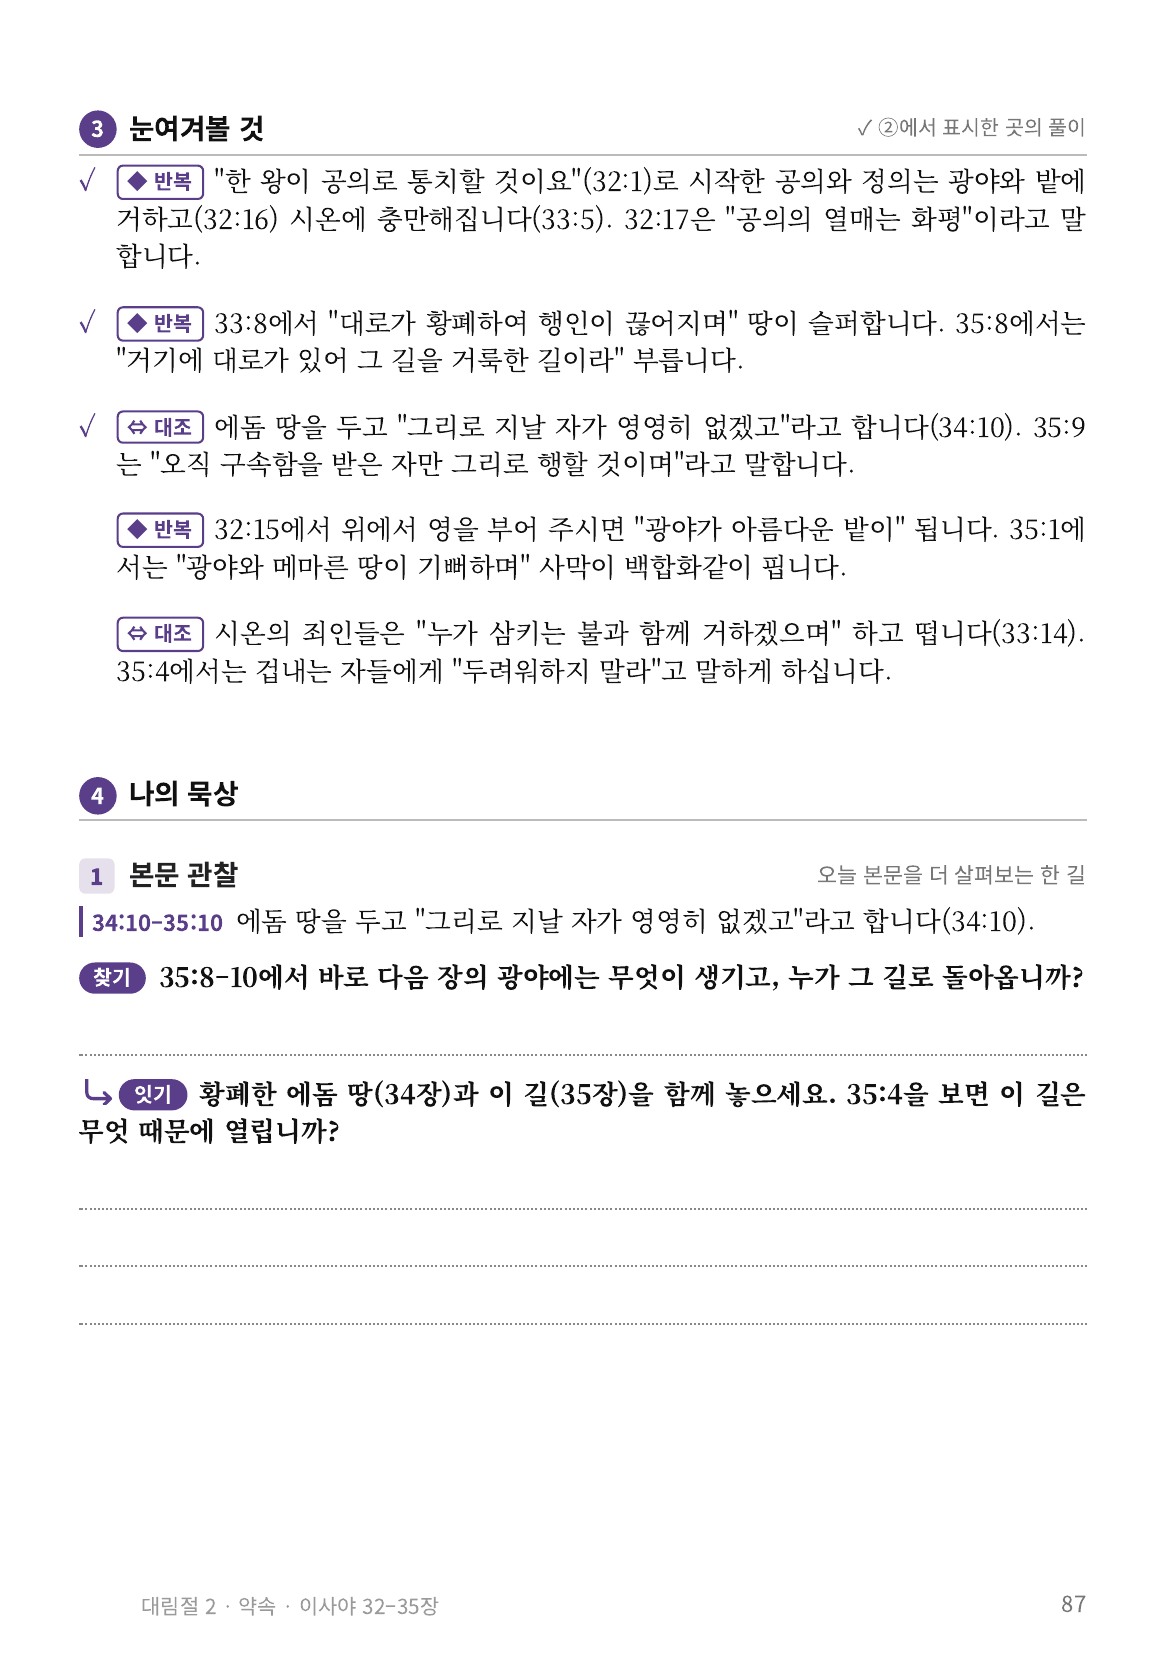 3 눈여겨볼 것
✓ ②에서 표시한 곳의 풀이
✓ ◆ 반복 "한 왕이 공의로 통치할 것이요"(32:1)로 시작한 공의와 정의는 광야와 밭에
거하고(32:16) 시온에 충만해집니다(33:5). 32:17은 "공의의 열매는 화평"이라고 말
합니다.
✓ ◆ 반복 33:8에서 "대로가 황폐하여 행인이 끊어지며" 땅이 슬퍼합니다. 35:8에서는
"거기에 대로가 있어 그 길을 거룩한 길이라" 부릅니다.
✓ ⇔ 대조 에돔 땅을 두고 "그리로 지날 자가 영영히 없겠고"라고 합니다(34:10). 35:9
는 "오직 구속함을 받은 자만 그리로 행할 것이며"라고 말합니다.
◆ 반복 32:15에서 위에서 영을 부어 주시면 "광야가 아름다운 밭이" 됩니다. 35:1에
서는 "광야와 메마른 땅이 기뻐하며" 사막이 백합화같이 핍니다.
⇔ 대조 시온의 죄인들은 "누가 삼키는 불과 함께 거하겠으며" 하고 떱니다(33:14).
35:4에서는 겁내는 자들에게 "두려워하지 말라"고 말하게 하십니다.
4 나의 묵상
1 본문 관찰
오늘 본문을 더 살펴보는 한 길
34:10–35:10 에돔 땅을 두고 "그리로 지날 자가 영영히 없겠고"라고 합니다(34:10).
찾기 35:8–10에서 바로 다음 장의 광야에는 무엇이 생기고, 누가 그 길로 돌아옵니까?
잇기 황폐한 에돔 땅(34장)과 이 길(35장)을 함께 놓으세요. 35:4을 보면 이 길은
무엇 때문에 열립니까?
대림절 2 · 약속 · 이사야 32–35장
87